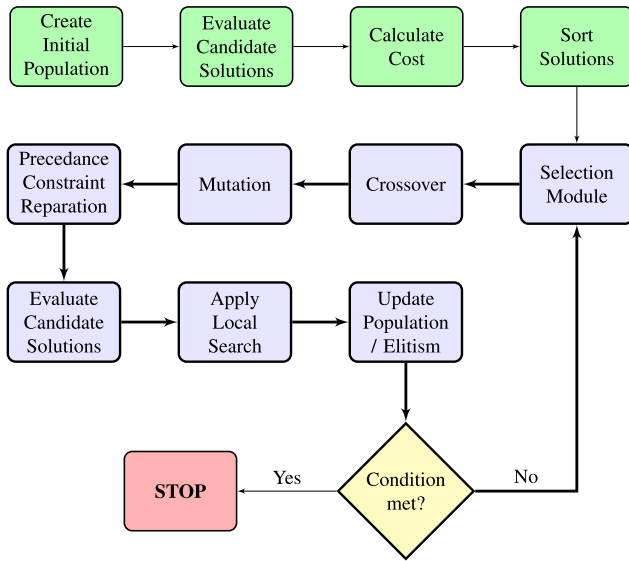 Create
Initial
Population
Evaluate
Candidate
Solutions
Calculate
Cost
Sort
Solutions
Precedance
Constraint
Reparation
Mutation
Crossover
Selection
Module
Evaluate
Candidate
Solutions
Apply
Local
Search
Update
Population
/ Elitism
STOP
Yes
Condition
met?
No